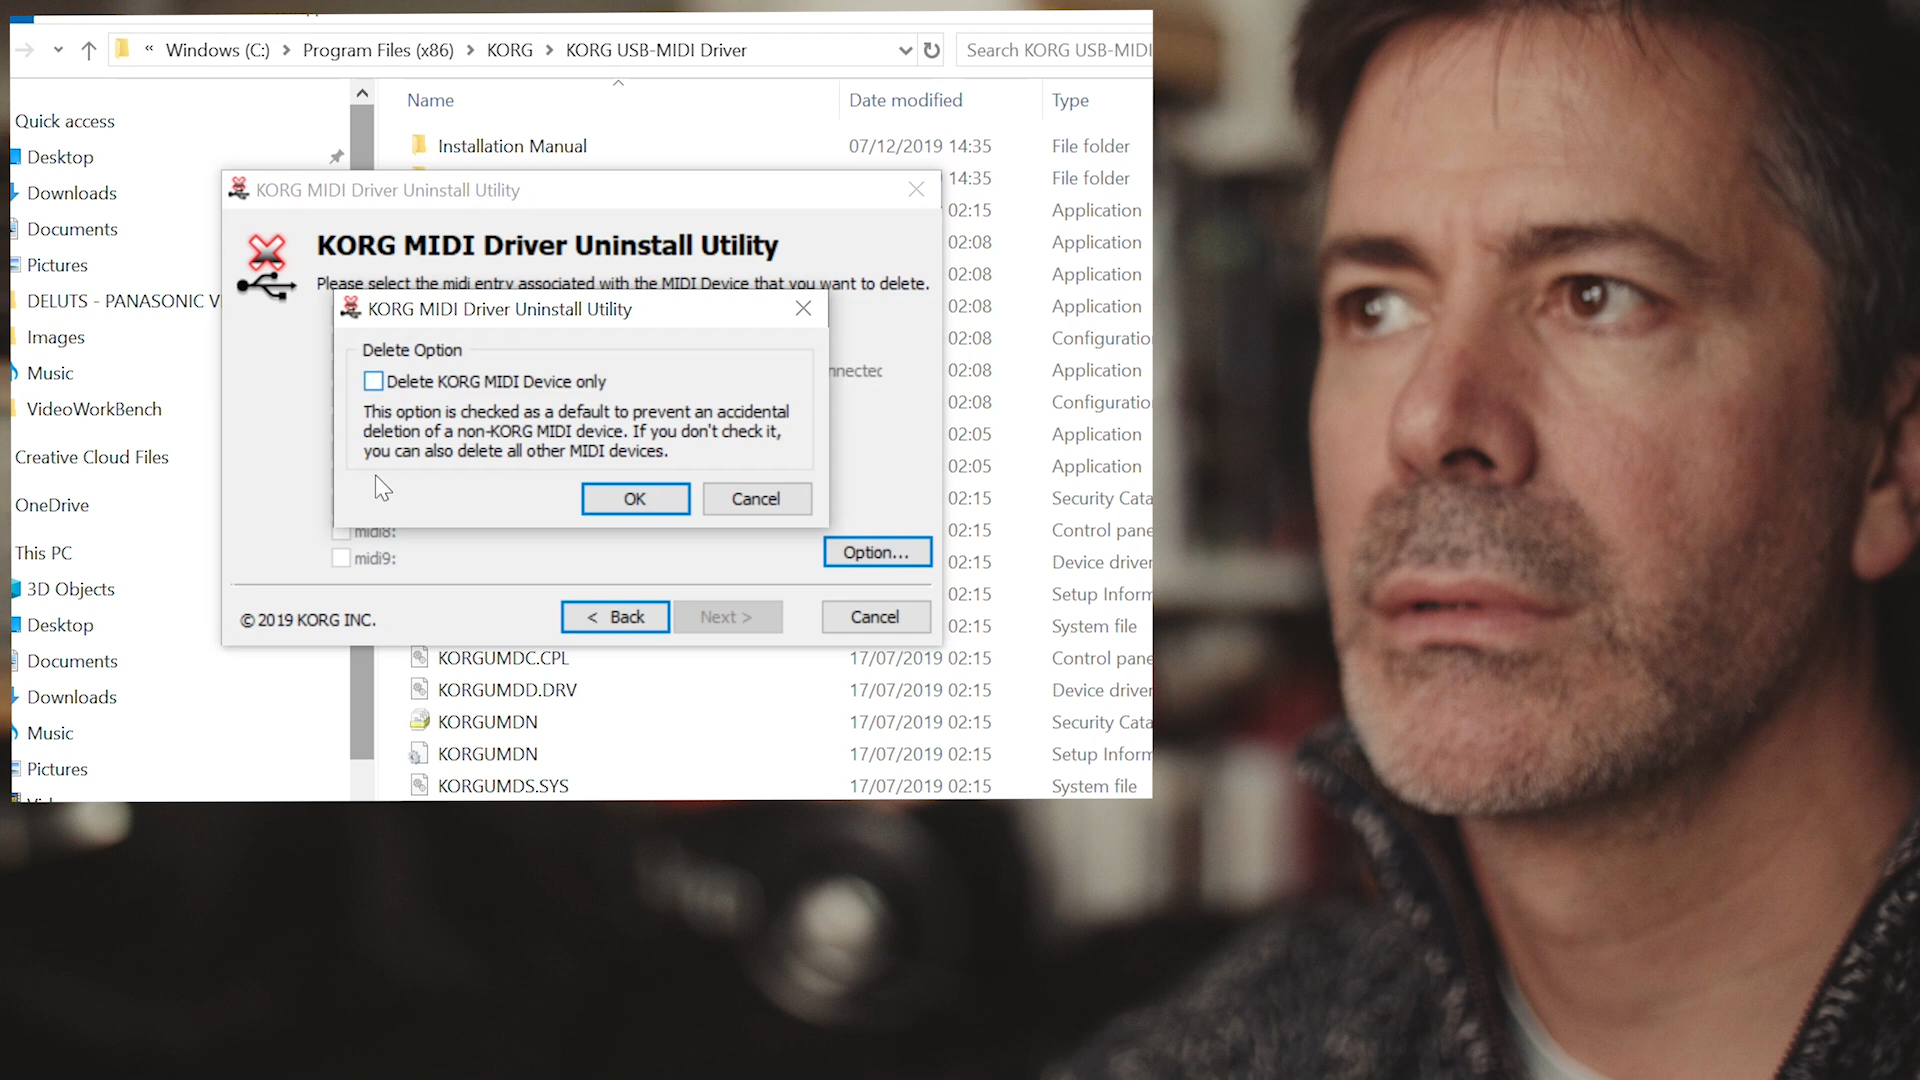 « Windows (C:) > Program Files (x86) > KORG > KORG USB-MIDI Driver
Search KORG USB-MIDI
Name Date modified Type
Quick access
Desktop
Downloads
Documents
Pictures
DELUTS - PANASONIC V
Images
Music
VideoWorkBench
Creative Cloud Files
OneDrive
This PC
3D Objects
Desktop
Documents
Downloads
Music
Pictures
Installation Manual 07/12/2019 14:35 File folder
14:35 File folder
02:15 Application
02:08 Application
02:08 Application
02:08 Application
02:08 Configuratio
02:08 Application
02:08 Configuratio
02:05 Application
02:05 Application
02:15 Security Cata
02:15 Control pane
02:15 Device driver
02:15 Setup Inform
02:15 System file
KORGUMDC.CPL 17/07/2019 02:15 Control pane
KORGUMDD.DRV 17/07/2019 02:15 Device driver
KORGUMDN 17/07/2019 02:15 Security Cata
KORGUMDN 17/07/2019 02:15 Setup Inform
KORGUMDS.SYS 17/07/2019 02:15 System file
KORG MIDI Driver Uninstall Utility
KORG MIDI Driver Uninstall Utility
Please select the midi entry associated with the MIDI Device that you want to delete.
nnected
midi8:
midi9:
Option...
© 2019 KORG INC.
< Back Next > Cancel
KORG MIDI Driver Uninstall Utility
Delete Option
Delete KORG MIDI Device only
This option is checked as a default to prevent an accidental
deletion of a non-KORG MIDI device. If you don't check it,
you can also delete all other MIDI devices.
OK Cancel